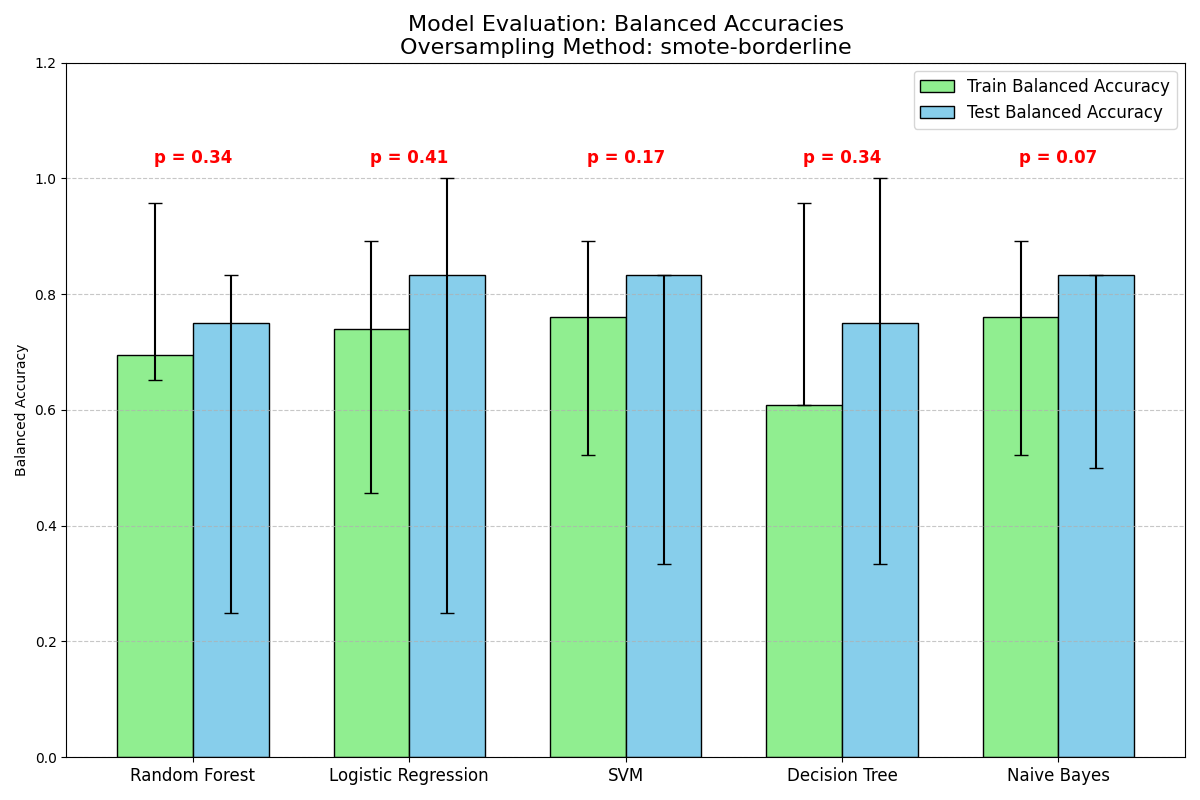 Model Evaluation: Balanced Accuracies
Oversampling Method: smote-borderline
Train Balanced Accuracy
Test Balanced Accuracy
p = 0.34
p = 0.41
p = 0.17
p = 0.34
p = 0.07
Balanced Accuracy
1.2
1.0
0.8
0.6
0.4
0.2
0.0
Random Forest
Logistic Regression
SVM
Decision Tree
Naive Bayes